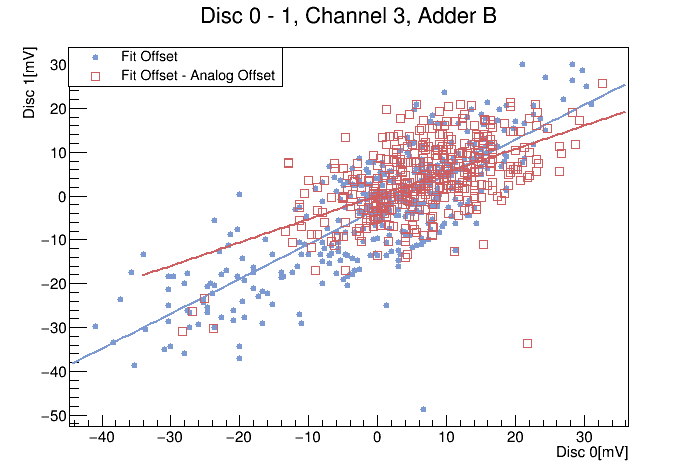 Disc 0 - 1, Channel 3, Adder B
Disc 1[mV]
Fit Offset
Fit Offset - Analog Offset
30
20
10
0
−10
−20
−30
−40
−50
−40 −30 −20 −10 0 10 20 30
Disc 0[mV]